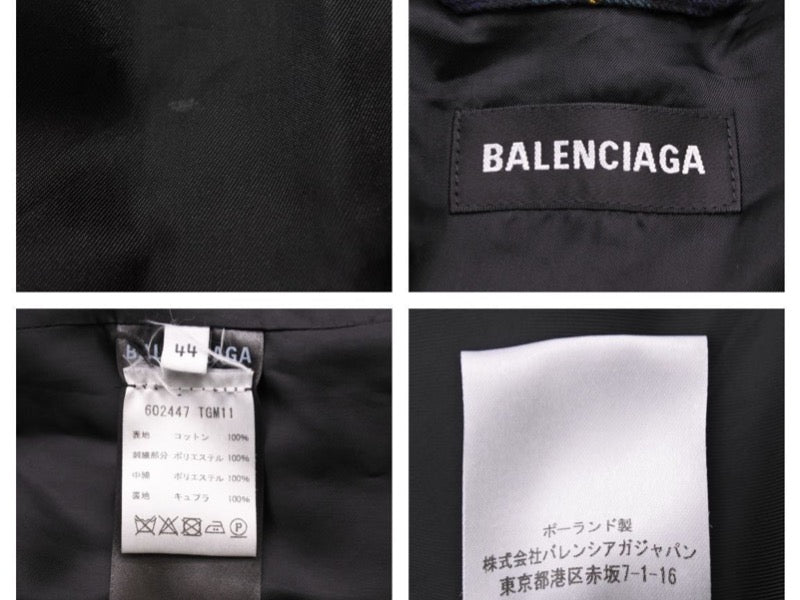 BALENCIAGA
44
BALENCIAGA
602447 TGM11
表地 コットン 100%
刺繍部分 ポリエステル 100%
中綿 ポリエステル 100%
裏地 キュプラ 100%
ポーランド製
株式会社バレンシアガジャパン
東京都港区赤坂7-1-16